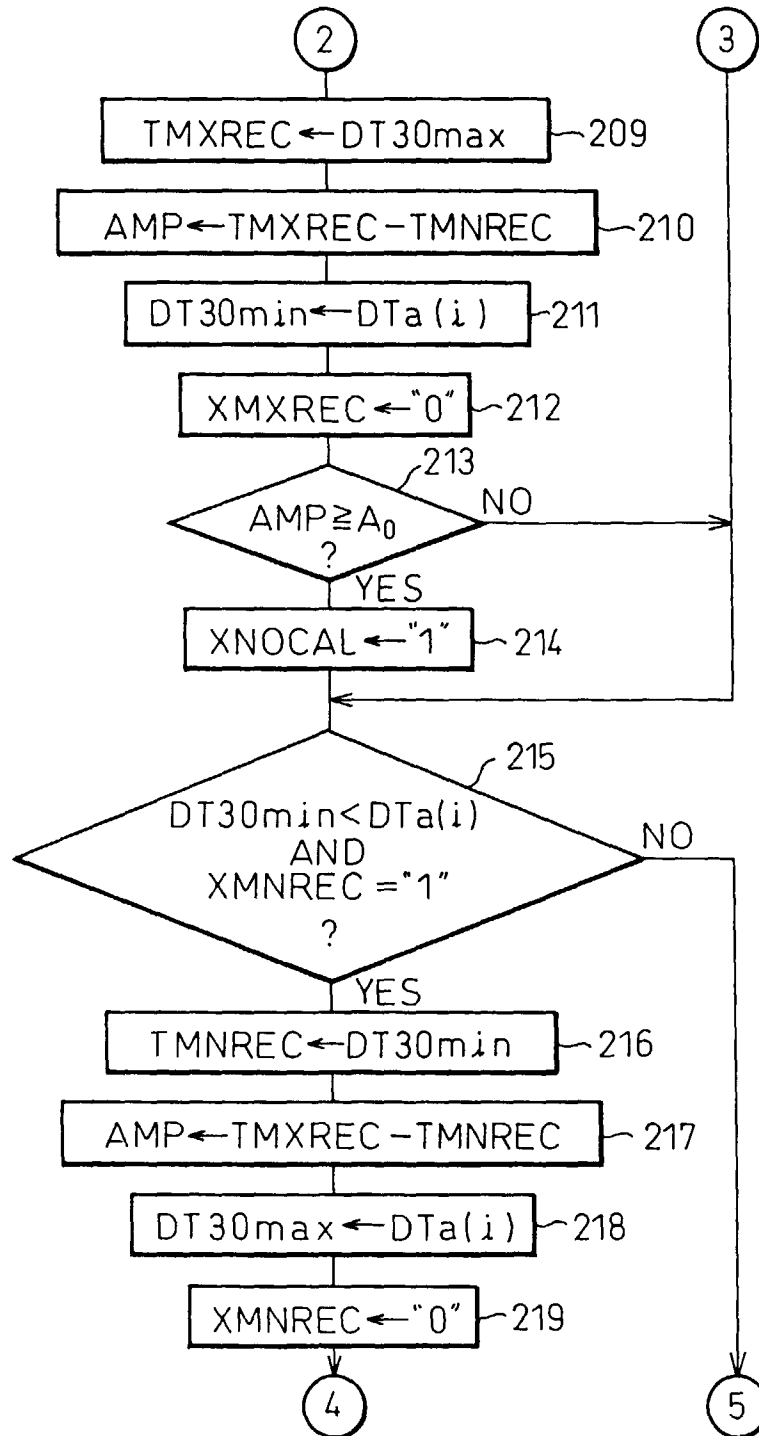 2
3
TMXREC←DT30max
209
AMP←TMXREC-TMNREC
210
DT30min←DTa(i)
211
XMXREC←"0"
212
213
AMP≧A₀
?
NO
YES
XNOCAL←"1"
214
215
DT30min<DTa(i)
AND
XMNREC="1"
?
NO
YES
TMNREC←DT30min
216
AMP←TMXREC-TMNREC
217
DT30max←DTa(i)
218
XMNREC←"0"
219
4
5